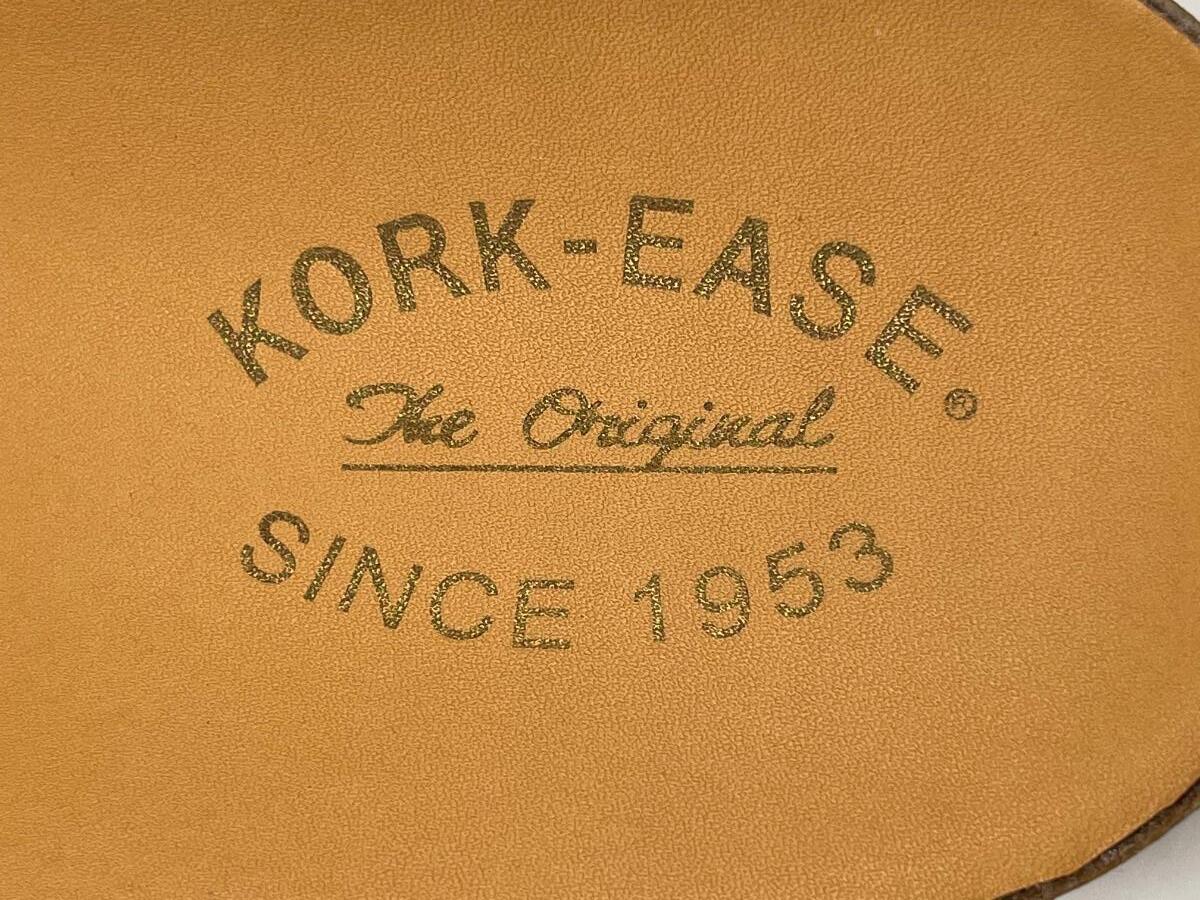 KORK-EASE®
The Original
SINCE 1953